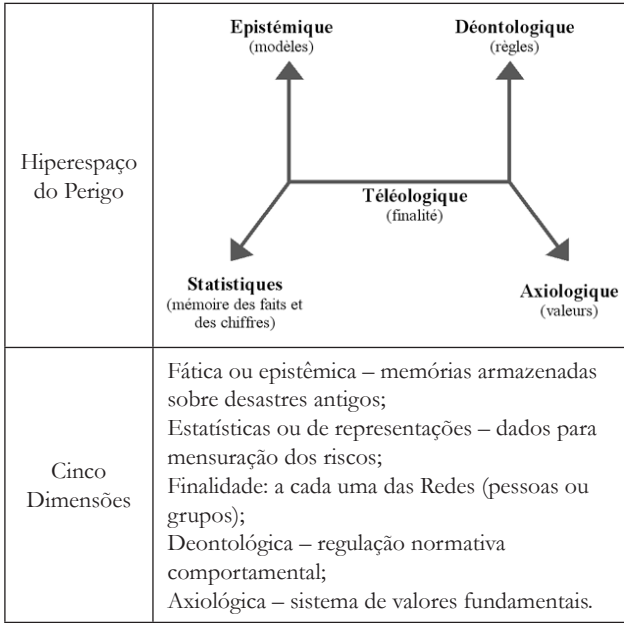 Hiperespaço
do Perigo
Epistémique
(modèles)
Déontologique
(règles)
Téléologique
(finalité)
Statistiques
(mémoire des faits et
des chiffres)
Axiologique
(valeurs)
Cinco
Dimensões
Fática ou epistêmica – memórias armazenadas
sobre desastres antigos;
Estatísticas ou de representações – dados para
mensuração dos riscos;
Finalidade: a cada uma das Redes (pessoas ou
grupos);
Deontológica – regulação normativa
comportamental;
Axiológica – sistema de valores fundamentais.